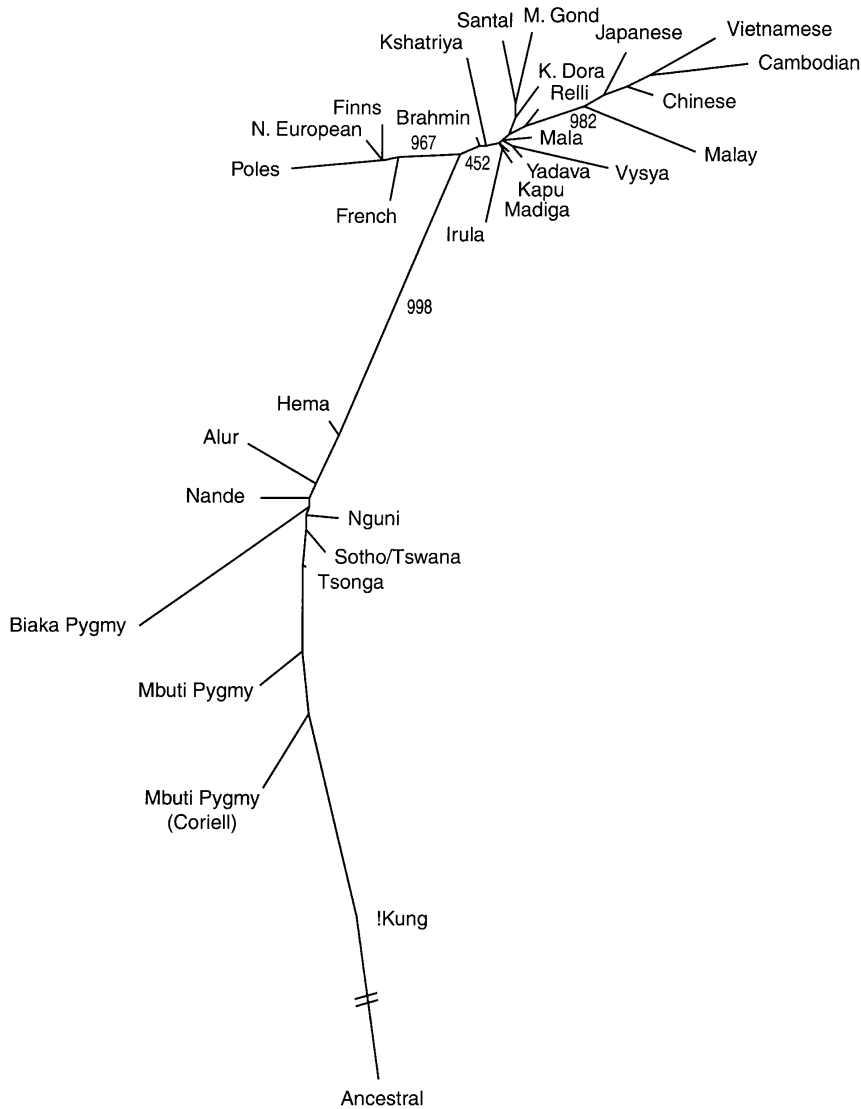 M. Gond
Santal
Japanese
Vietnamese
Kshatriya
Cambodian
K. Dora
Relli
Chinese
Finns
Brahmin
982
N. European
967
Mala
Malay
452
Poles
Yadava
Vysya
Kapu
French
Madiga
Irula
998
Hema
Alur
Nande
Nguni
Sotho/Tswana
Tsonga
Biaka Pygmy
Mbuti Pygmy
Mbuti Pygmy
(Coriell)
!Kung
Ancestral